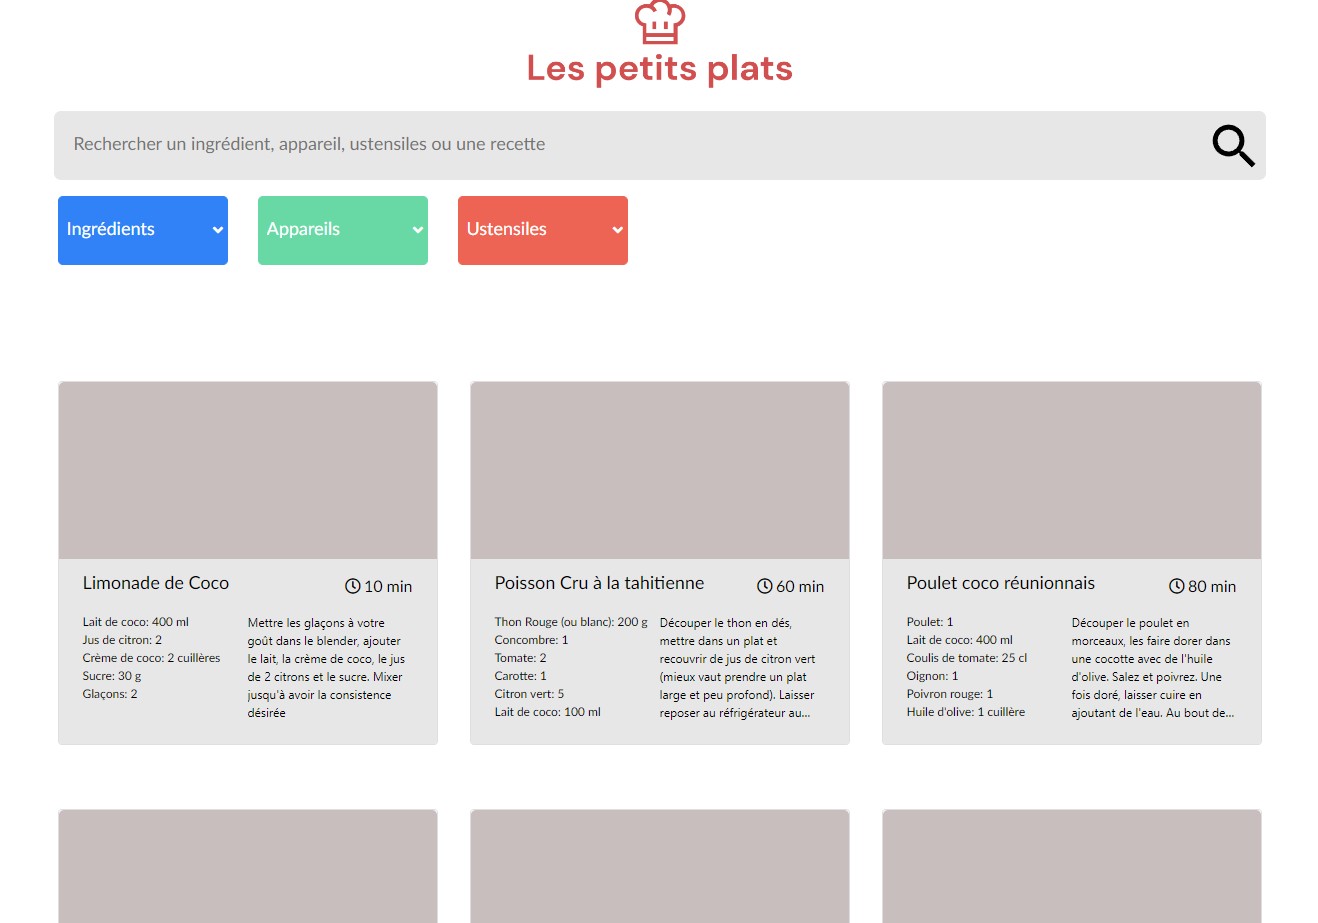 Les petits plats
Rechercher un ingrédient, appareil, ustensiles ou une recette
Ingrédients
Appareils
Ustensiles
Limonade de Coco
10 min
Lait de coco: 400 ml
Jus de citron: 2
Crème de coco: 2 cuillères
Sucre: 30 g
Glaçons: 2
Mettre les glaçons à votre
goût dans le blender, ajouter
le lait, la crème de coco, le jus
de 2 citrons et le sucre. Mixer
jusqu'à avoir la consistence
désirée
Poisson Cru à la tahitienne
60 min
Thon Rouge (ou blanc): 200 g
Concombre: 1
Tomate: 2
Carotte: 1
Citron vert: 5
Lait de coco: 100 ml
Découper le thon en dés,
mettre dans un plat et
recouvrir de jus de citron vert
(mieux vaut prendre un plat
large et peu profond). Laisser
reposer au réfrigérateur au...
Poulet coco réunionnais
80 min
Poulet: 1
Lait de coco: 400 ml
Coulis de tomate: 25 cl
Oignon: 1
Poivron rouge: 1
Huile d'olive: 1 cuillère
Découper le poulet en
morceaux, les faire dorer dans
une cocotte avec de l'huile
d'olive. Salez et poivrez. Une
fois doré, laisser cuire en
ajoutant de l'eau. Au bout de...